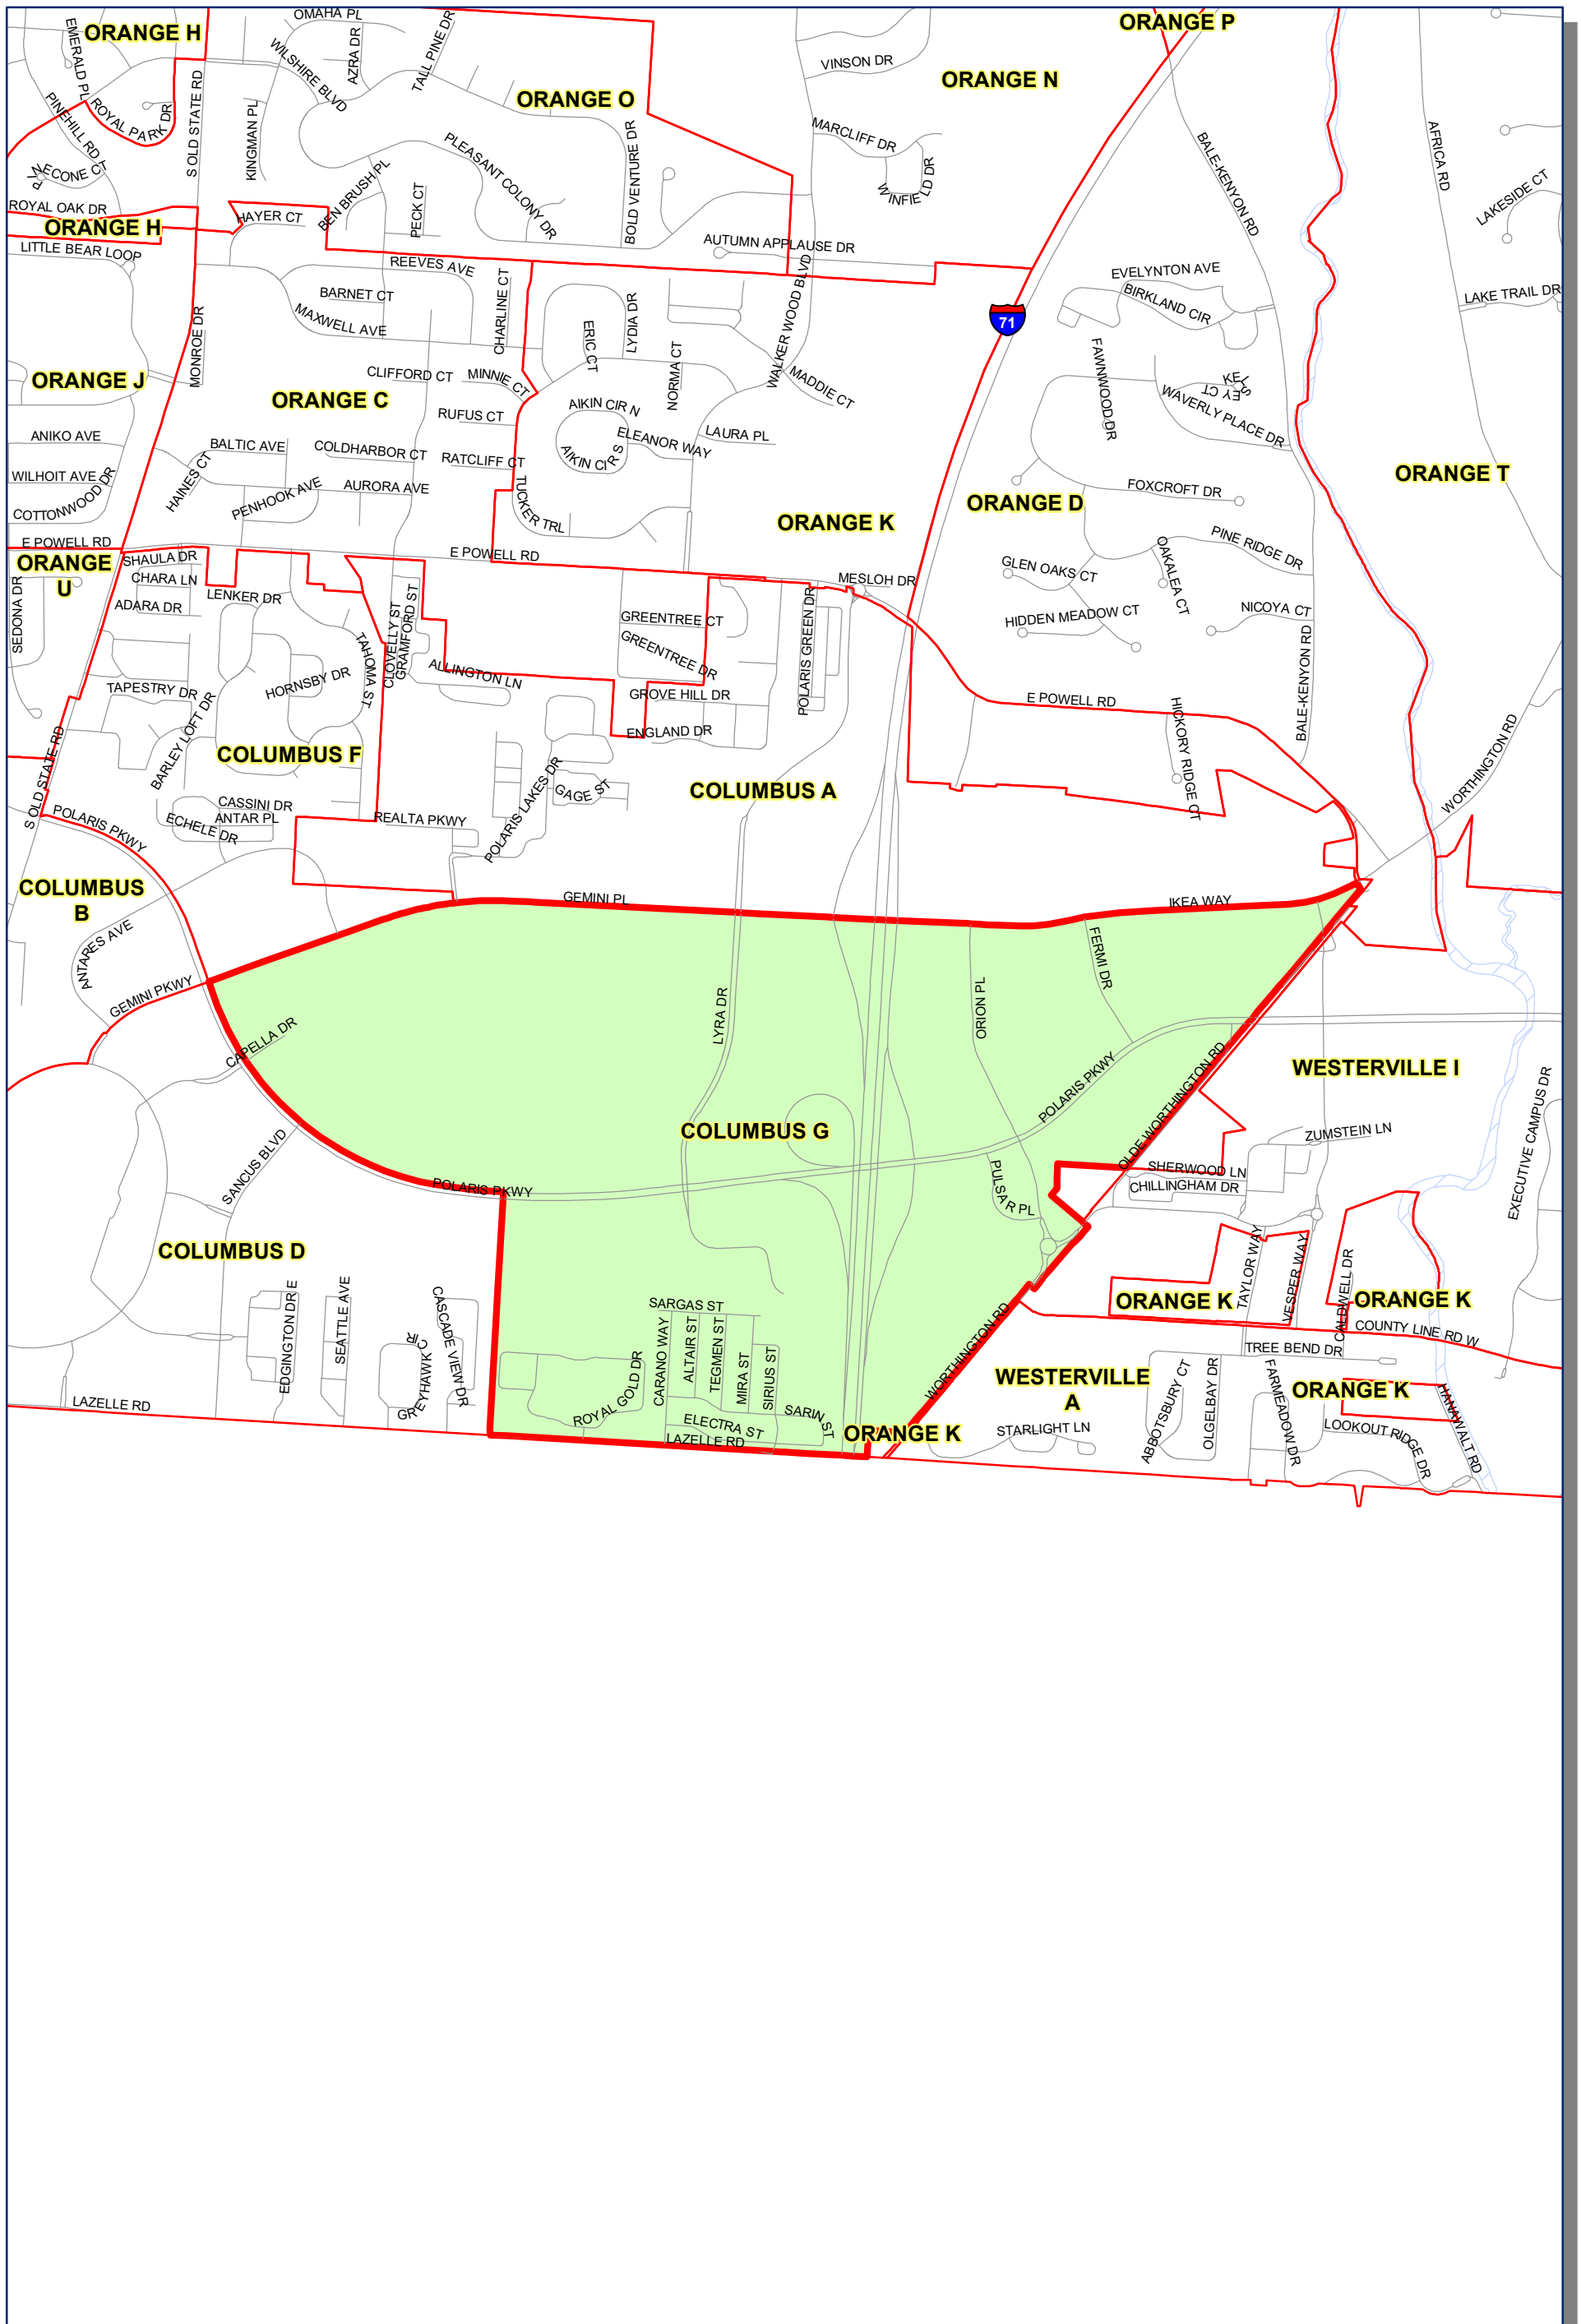 ORANGE H
OMAHA PL
ORANGE P
EMERALD PL
WILSHIRE BLVD
AZRA DR
TALL PINE DR
VINSON DR
ORANGE N
ORANGE O
PINEHILL RD
ROYAL PARK DR
S OLD STATE RD
KINGMAN PL
PLEASANT COLONY DR
BOLD VENTURE DR
MARCLIFF DR
WINFIELD DR
BALE-KENYON RD
AFRICA RD
LAKESIDE CT
BEN BRUSH PL
PECK CT
ROYAL OAK DR
HAYER CT
ORANGE H
LITTLE BEAR LOOP
REEVES AVE
AUTUMN APPLAUSE DR
EVELYNTON AVE
BARNET CT
CHARLINE CT
BIRKLAND CIR
LAKE TRAIL DR
MAXWELL AVE
MONROE DR
ERIC CT
LYDIA DR
NORMA CT
WALKER WOOD BLVD
71
FAWNWOOD DR
ORANGE J
CLIFFORD CT
MINNIE CT
MADDIE CT
ORANGE C
WAVERLY PLACE DR
RUFUS CT
AIKIN CIR N
ELEANOR WAY
LAURA PL
AIKIN CIR S
ANIKO AVE
BALTIC AVE
COLDHARBOR CT
RATCLIFF CT
WILHOIT AVE
HAINES CT
AURORA AVE
TUCKER TRL
ORANGE T
COTTONWOOD DR
PENHOOK AVE
FOXCROFT DR
ORANGE D
ORANGE K
E POWELL RD
E POWELL RD
PINE RIDGE DR
OAKALEA CT
ORANGE
U
SHAULA DR
CHARA LN
GLEN OAKS CT
MESLOH DR
SEDONA DR
ADARA DR
LENKER DR
CLOVELLY ST
GRAMFORD ST
GREENTREE CT
POLARIS GREEN DR
HIDDEN MEADOW CT
NICOYA CT
TAHOMA ST
GREENTREE DR
BALE-KENYON RD
ALLINGTON LN
HORNSBY DR
TAPESTRY DR
GROVE HILL DR
E POWELL RD
HICKORY RIDGE CT
BARLEY LOFT DR
ENGLAND DR
WORTHINGTON RD
COLUMBUS F
S OLD STATE RD
POLARIS LAKES DR
GAGE ST
COLUMBUS A
POLARIS PKWY
CASSINI DR
ANTAR PL
ECHELE DR
REALTA PKWY
COLUMBUS
B
GEMINI PL
IKEA WAY
ANTARES AVE
FERMI DR
GEMINI PKWY
LYRA DR
ORION PL
CAPELLA DR
POLARIS PKWY
OLDE WORTHINGTON RD
WESTERVILLE I
EXECUTIVE CAMPUS DR
COLUMBUS G
SANCUS BLVD
ZUMSTEIN LN
POLARIS PKWY
PULSAR PL
SHERWOOD LN
CHILLINGHAM DR
COLUMBUS D
TAYLOR WAY
VESPER WAY
CALDWELL DR
EDGINGTON DR E
SEATTLE AVE
CASCADE VIEW DR
GREYHAWK CIR
SARGAS ST
ORANGE K
ORANGE K
CARANO WAY
ALTAIR ST
TEGMEN ST
MIRA ST
SIRIUS ST
WORTHINGTON RD
COUNTY LINE RD W
TREE BEND DR
WESTERVILLE
A
ORANGE K
LAZELLE RD
ROYAL GOLD DR
SARIN ST
ELECTRA ST
LAZELLE RD
ORANGE K
STARLIGHT LN
ABBOTSBURY CT
OLGELBAY DR
FARMEADOW DR
LOOKOUT RIDGE DR
HANAWALT RD